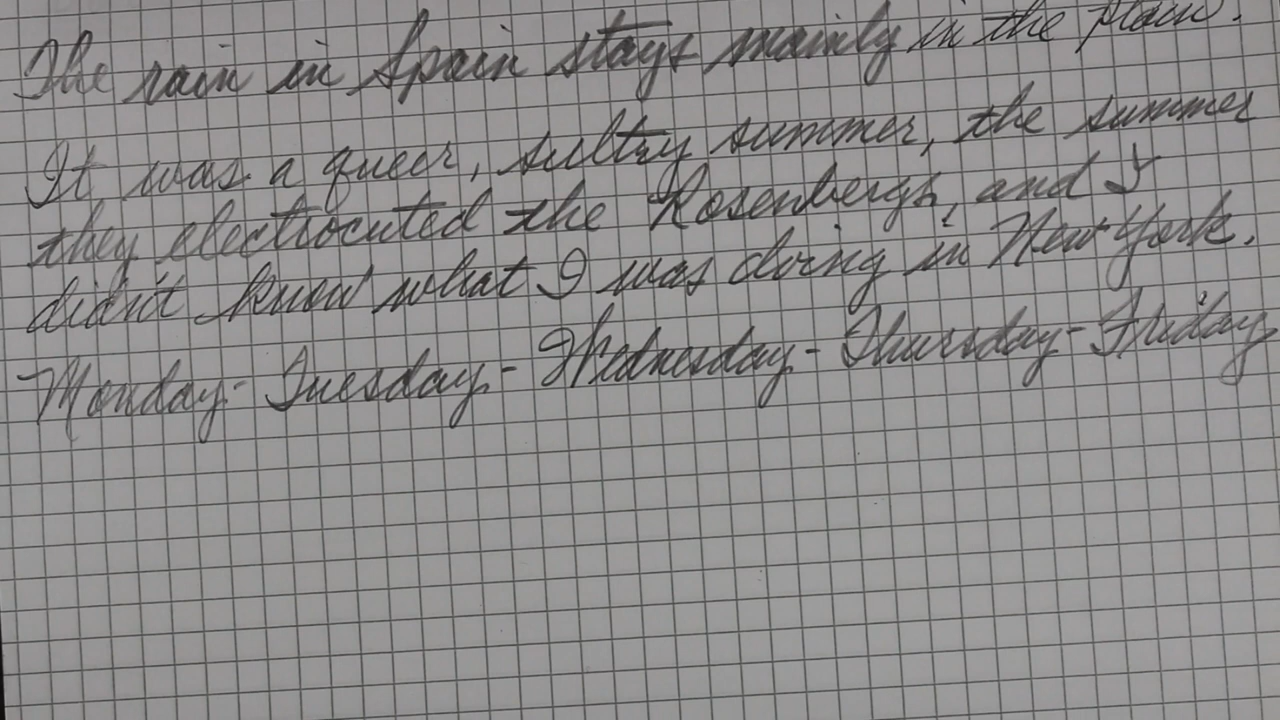 The rain in Spain stays mainly in the plain.
It was a queer, sultry summer, the summer
they electrocuted the Rosenbergs, and I
didn't know what I was doing in New York.
Monday - Tuesday - Wednesday - Thursday - Friday